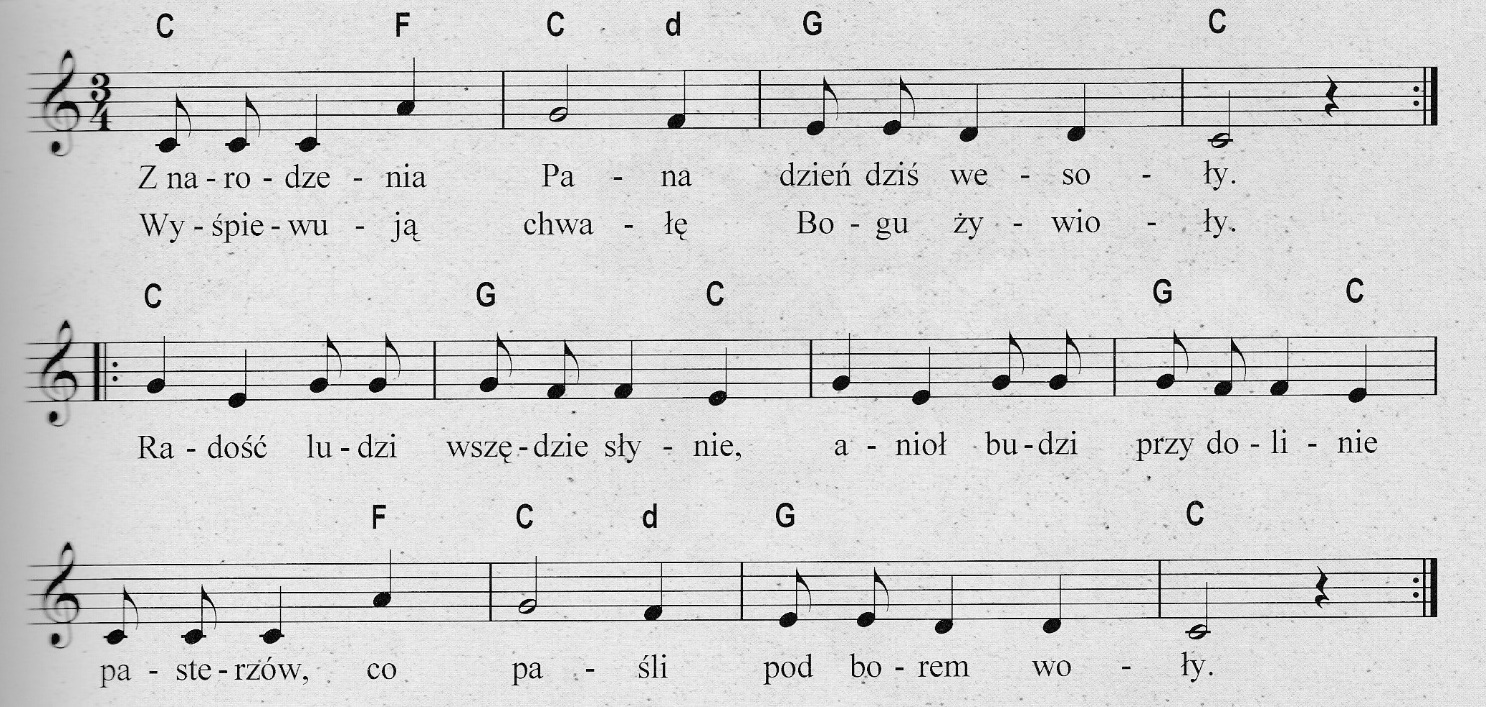 C F C d G C
3
4
Z na - ro - dze - nia Pa - na dzień dziś we - so - ły.
Wy - śpie - wu - ją chwa - łę Bo - gu ży - wio - ły.
C G C G C
Ra - dość lu - dzi wszę - dzie sły - nie, a - nioł bu - dzi przy do - li - nie
F C d G C
pa - ste - rzów, co pa - śli pod bo - rem wo - ły.